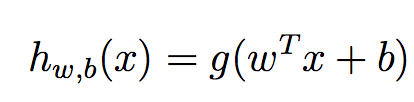 h_{w,b}(x) = g(w^T x + b)